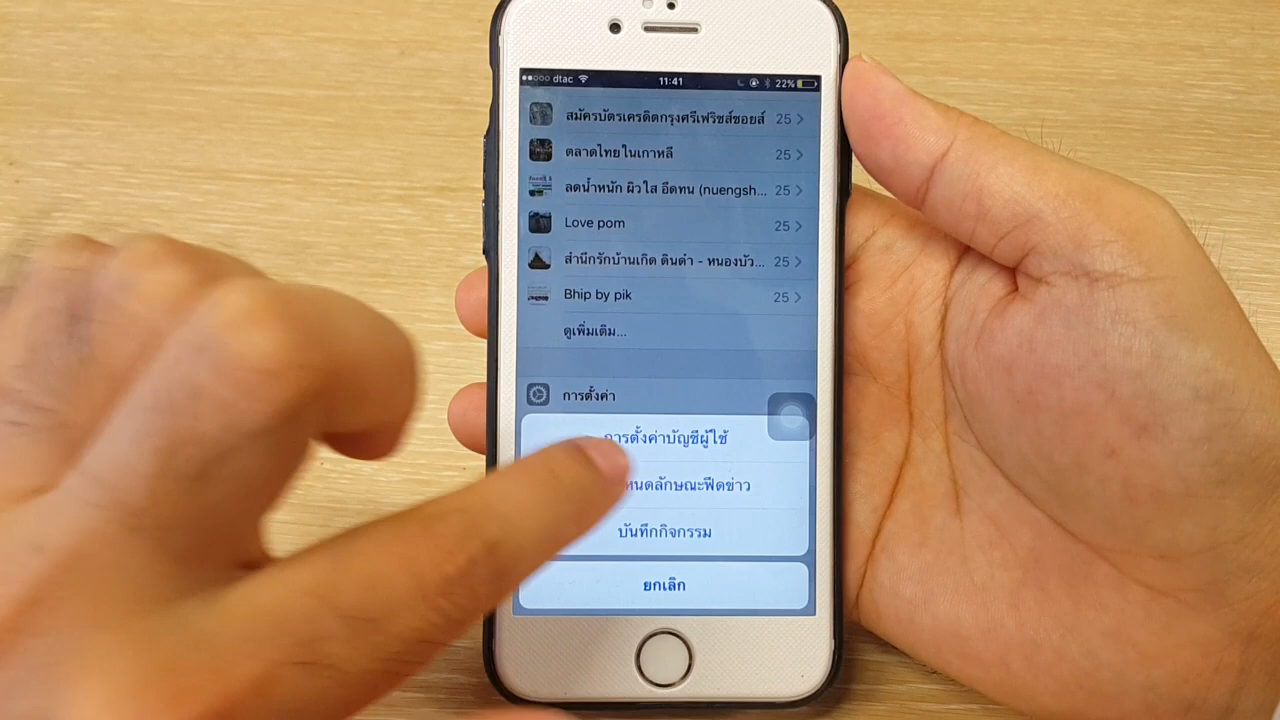 dtac 11:41 22%
สมัครบัตรเครดิตกรุงศรีเฟริชส์ชอยส์ 25
ตลาดไทยในเกาหลี 25
ลดน้ำหนัก ผิวใส อึดทน (nuengsh... 25
Love pom 25
สำนึกรักบ้านเกิด ดินดำ - หนองบัว... 25
Bhip by pik 25
ดูเพิ่มเติม...
การตั้งค่า
การตั้งค่าบัญชีผู้ใช้
หนดลักษณะฟีดข่าว
บันทึกกิจกรรม
ยกเลิก